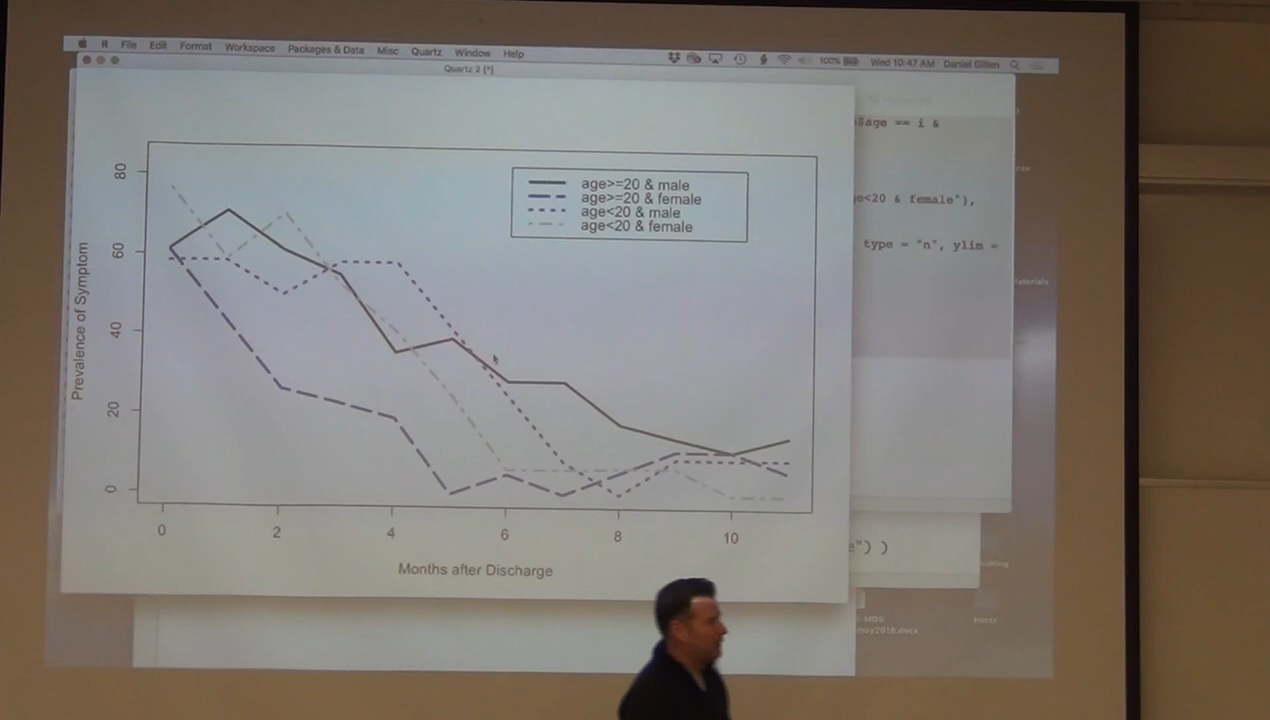 R File Edit Format Workspace Packages & Data Misc Quartz Window Help 100% Wed 10:47 AM Daniel Gillen
Quartz 2 [*]
$age == i &
age>=20 & male
age>=20 & female
age<20 & male
age<20 & female
<20 & female"),
type = "n", ylim =
80
60
40
20
0
Prevalence of Symptom
0 2 4 6 8 10
Months after Discharge
e") )